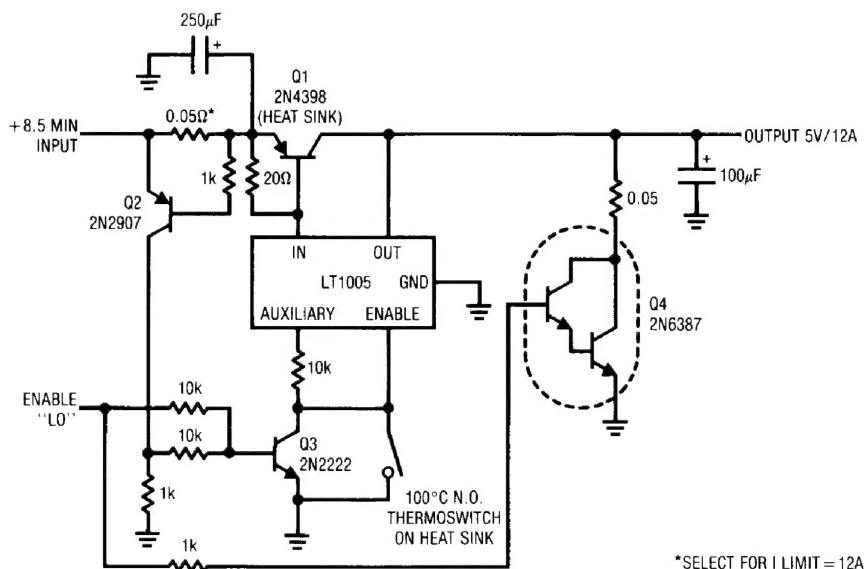 250µF
+
Q1
2N4398
(HEAT SINK)
+8.5 MIN
INPUT
0.05Ω*
OUTPUT 5V/12A
1k
20Ω
+
100µF
0.05
Q2
2N2907
IN
OUT
LT1005
GND
AUXILIARY
ENABLE
Q4
2N6387
10k
ENABLE
"LO"
10k
10k
Q3
2N2222
1k
100°C N.O.
THERMOSWITCH
ON HEAT SINK
1k
*SELECT FOR I LIMIT = 12A